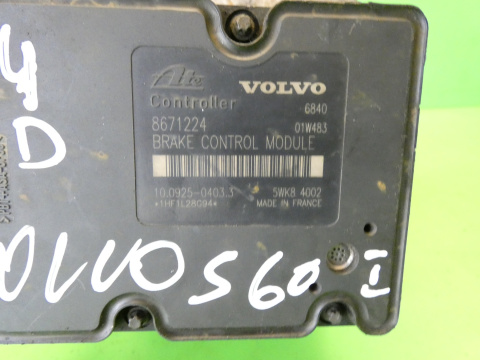 Ate VOLVO
Controller 6840
8671224 01W483
BRAKE CONTROL MODULE
10.0925-0403.3 5WK8 4002
*1HF1L28G94* MADE IN FRANCE
D
VOLVO S60 I